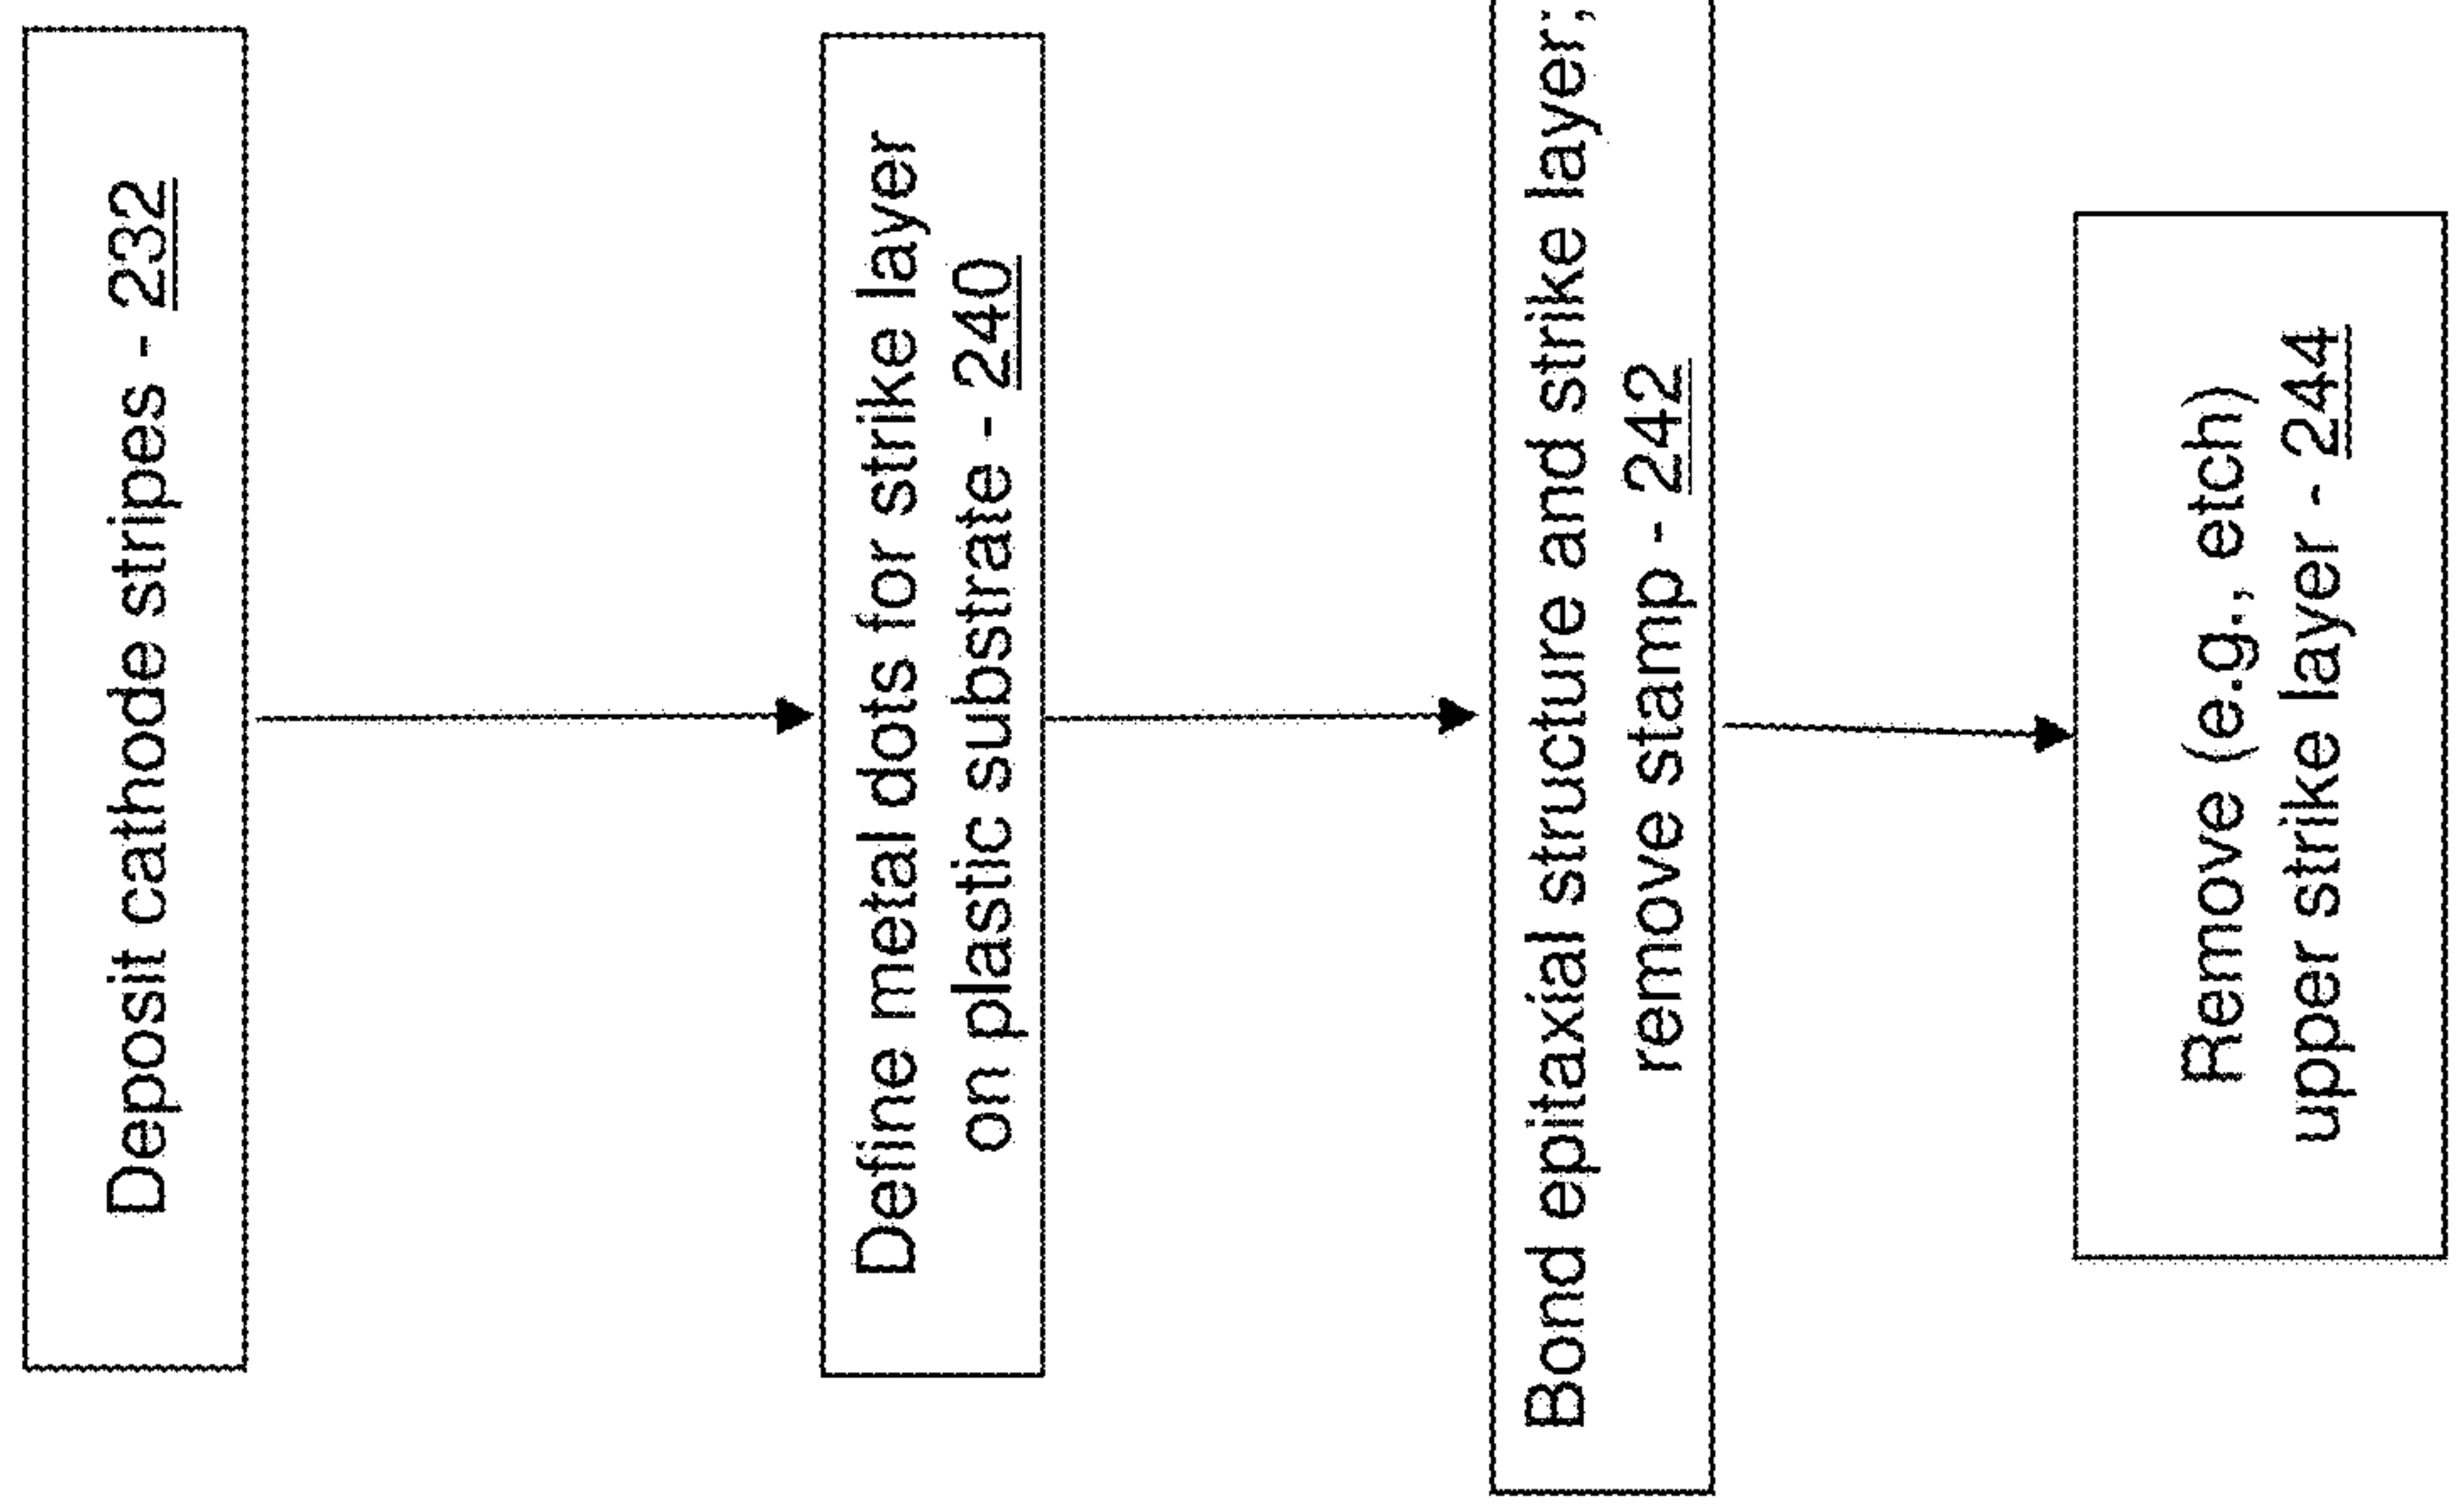 Deposit cathode stripes - 232
Define metal dots for strike layer
on plastic substrate - 240
Bond epitaxial structure and strike layer;
remove stamp - 242
Remove (e.g., etch)
upper strike layer - 244